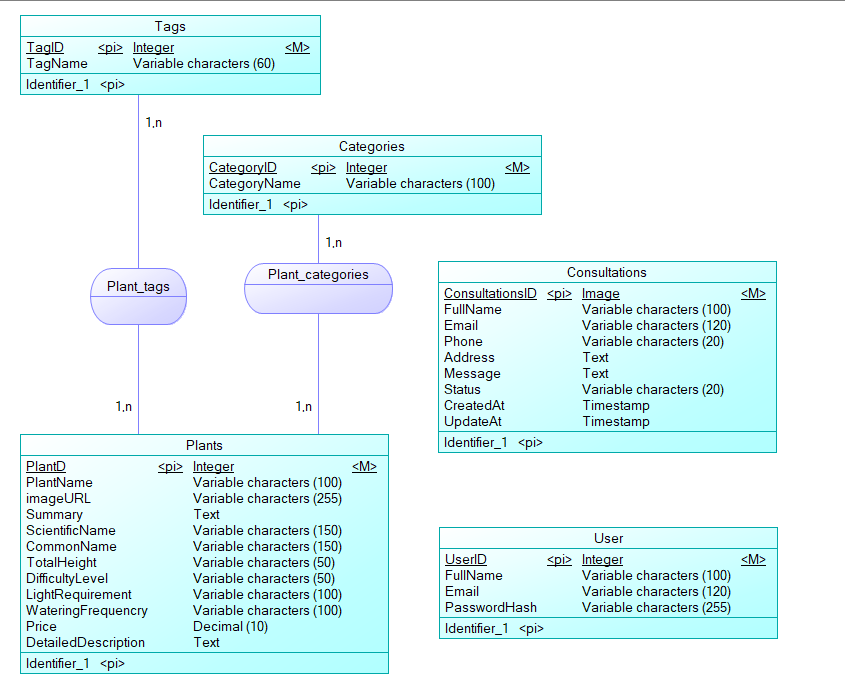 Tags
TagID <pi> Integer <M>
TagName Variable characters (60)
Identifier_1 <pi>
1,n
Categories
CategoryID <pi> Integer <M>
CategoryName Variable characters (100)
Identifier_1 <pi>
1,n
Plant_tags
Plant_categories
Consultations
ConsultationsID <pi> Image <M>
FullName Variable characters (100)
Email Variable characters (120)
Phone Variable characters (20)
Address Text
Message Text
Status Variable characters (20)
CreatedAt Timestamp
UpdateAt Timestamp
Identifier_1 <pi>
1,n
1,n
Plants
PlantD <pi> Integer <M>
PlantName Variable characters (100)
imageURL Variable characters (255)
Summary Text
ScientificName Variable characters (150)
CommonName Variable characters (150)
TotalHeight Variable characters (50)
DifficultyLevel Variable characters (50)
LightRequirement Variable characters (100)
WateringFrequencry Variable characters (100)
Price Decimal (10)
DetailedDescription Text
Identifier_1 <pi>
User
UserID <pi> Integer <M>
FullName Variable characters (100)
Email Variable characters (120)
PasswordHash Variable characters (255)
Identifier_1 <pi>